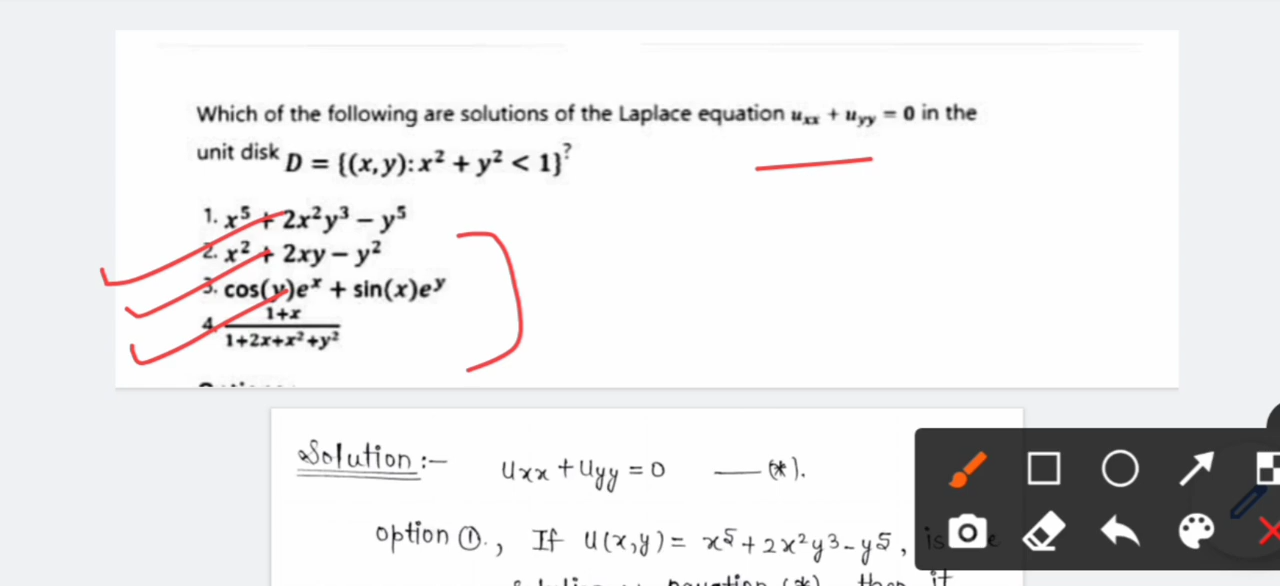 Which of the following are solutions of the Laplace equation uₓₓ + u_yy = 0 in the
unit disk D = {(x,y): x² + y² < 1}?
1. x⁵ + 2x²y³ − y⁵
2. x² + 2xy − y²
3. cos(y)eˣ + sin(x)eʸ
4. 1+x
1+2x+x²+y²
Solution :-
uxx + uyy = 0 —— (*).
option ①., If u(x,y) = x⁵ + 2x²y³ - y⁵, is